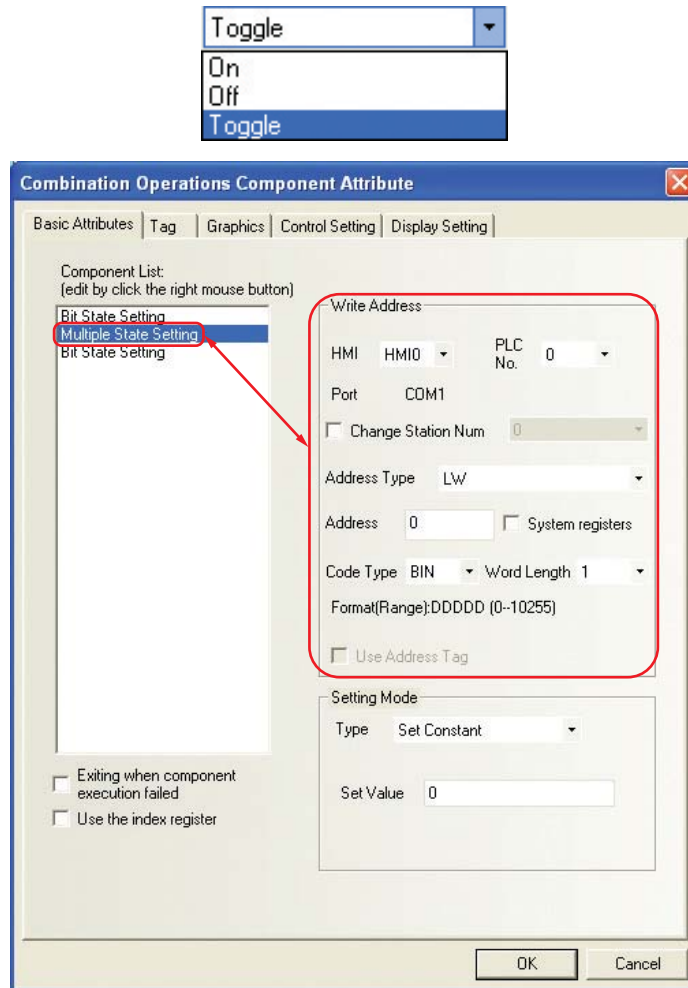 Toggle
On
Off
Toggle
Combination Operations Component Attribute
Basic Attributes Tag Graphics Control Setting Display Setting
Component List:
(edit by click the right mouse button)
Bit State Setting
Multiple State Setting
Bit State Setting
Exiting when component
execution failed
Use the index register
Write Address
HMI HMI0 PLC No. 0
Port COM1
Change Station Num 0
Address Type LW
Address 0 System registers
Code Type BIN Word Length 1
Format(Range):DDDDD (0--10255)
Use Address Tag
Setting Mode
Type Set Constant
Set Value 0
OK Cancel